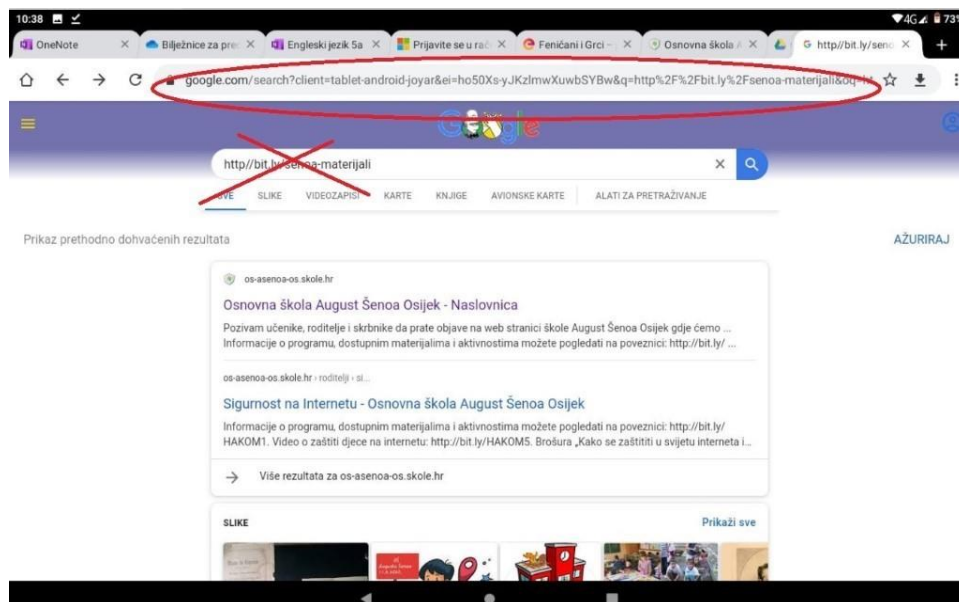 10:38 4G 73%
OneNote Bilježnice za pre Engleski jezik 5a Prijavite se u rač Feničani i Grci – Osnovna škola A http//bit.ly/seno
google.com/search?client=tablet-android-joyar&ei=ho50Xs-yJKzlmwXuwbSYBw&q=http%2F%2Fbit.ly%2Fsenoa-materijali&oq=ht
Google
http//bit.ly/senoa-materijali
SVE SLIKE VIDEOZAPISI KARTE KNJIGE AVIONSKE KARTE ALATI ZA PRETRAŽIVANJE
Prikaz prethodno dohvaćenih rezultata AŽURIRAJ
os-asenoa-os.skole.hr
Osnovna škola August Šenoa Osijek - Naslovnica
Pozivam učenike, roditelje i skrbnike da prate objave na web stranici škole August Šenoa Osijek gdje ćemo ...
Informacije o programu, dostupnim materijalima i aktivnostima možete pogledati na poveznici: http://bit.ly/ ...
os-asenoa-os.skole.hr › roditelji › si...
Sigurnost na Internetu - Osnovna škola August Šenoa Osijek
Informacije o programu, dostupnim materijalima i aktivnostima možete pogledati na poveznici: http://bit.ly/
HAKOM1. Video o zaštiti djece na internetu: http://bit.ly/HAKOM5. Brošura „Kako se zaštititi u svijetu interneta i...
Više rezultata za os-asenoa-os.skole.hr
SLIKE Prikaži sve